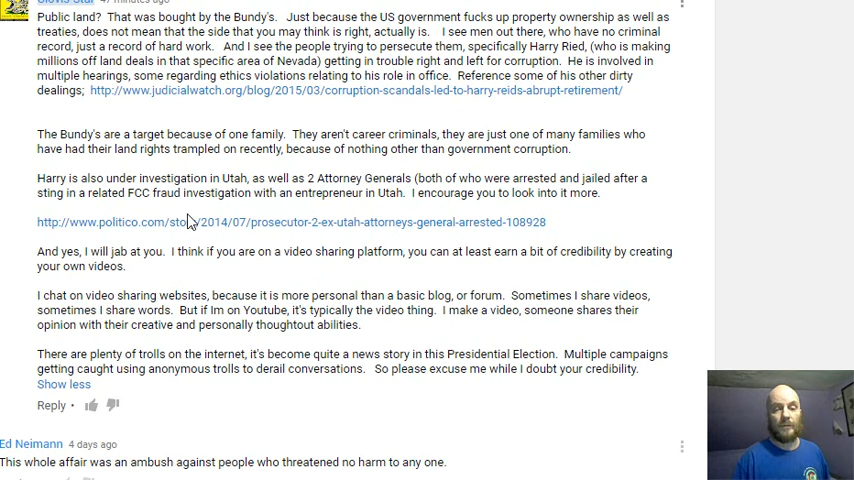 47 minutes ago
Public land? That was bought by the Bundy's. Just because the US government fucks up property ownership as well as
treaties, does not mean that the side that you may think is right, actually is. I see men out there, who have no criminal
record, just a record of hard work. And I see the people trying to persecute them, specifically Harry Ried, (who is making
millions off land deals in that specific area of Nevada) getting in trouble right and left for corruption. He is involved in
multiple hearings, some regarding ethics violations relating to his role in office. Reference some of his other dirty
dealings; http://www.judicialwatch.org/blog/2015/03/corruption-scandals-led-to-harry-reids-abrupt-retirement/
The Bundy's are a target because of one family. They aren't career criminals, they are just one of many families who
have had their land rights trampled on recently, because of nothing other than government corruption.
Harry is also under investigation in Utah, as well as 2 Attorney Generals (both of who were arrested and jailed after a
sting in a related FCC fraud investigation with an entrepreneur in Utah. I encourage you to look into it more.
http://www.politico.com/sto /2014/07/prosecutor-2-ex-utah-attorneys-general-arrested-108928
And yes, I will jab at you. I think if you are on a video sharing platform, you can at least earn a bit of credibility by creating
your own videos.
I chat on video sharing websites, because it is more personal than a basic blog, or forum. Sometimes I share videos,
sometimes I share words. But if Im on Youtube, it's typically the video thing. I make a video, someone shares their
opinion with their creative and personally thoughtout abilities.
There are plenty of trolls on the internet, it's become quite a news story in this Presidential Election. Multiple campaigns
getting caught using anonymous trolls to derail conversations. So please excuse me while I doubt your credibility.
Show less
Reply •
Ed Neimann 4 days ago
This whole affair was an ambush against people who threatened no harm to any one.